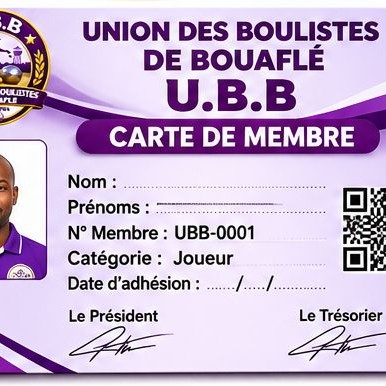 .B.B
UNION DES BOULISTES
DE BOUAFLÉ
U.B.B
CARTE DE MEMBRE
Nom :
Prénoms :
N° Membre : UBB-0001
Catégorie : Joueur
Date d'adhésion : ....../..../......
Le Président
Le Trésorier